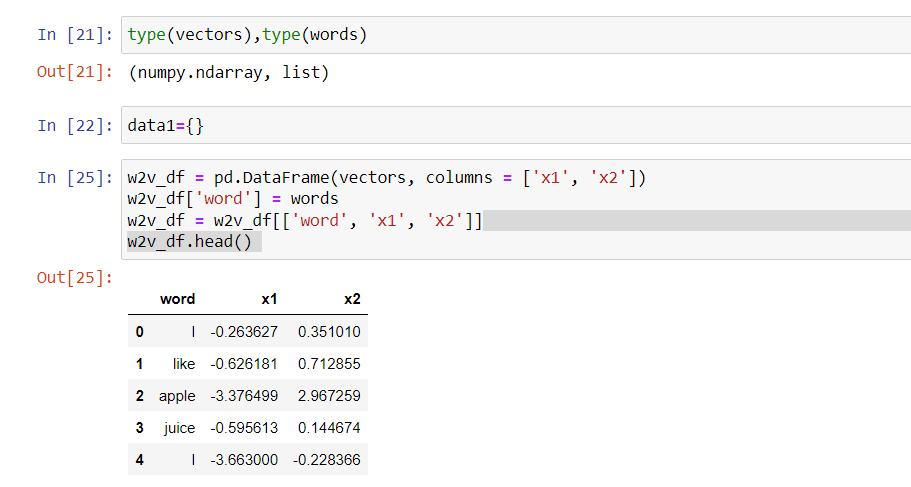 In [21]: type(vectors),type(words)
Out[21]: (numpy.ndarray, list)
In [22]: data1={}
In [25]: w2v_df = pd.DataFrame(vectors, columns = ['x1', 'x2'])
w2v_df['word'] = words
w2v_df = w2v_df[['word', 'x1', 'x2']]
w2v_df.head()
Out[25]:
word x1 x2
0 I -0.263627 0.351010
1 like -0.626181 0.712855
2 apple -3.376499 2.967259
3 juice -0.595613 0.144674
4 I -3.663000 -0.228366